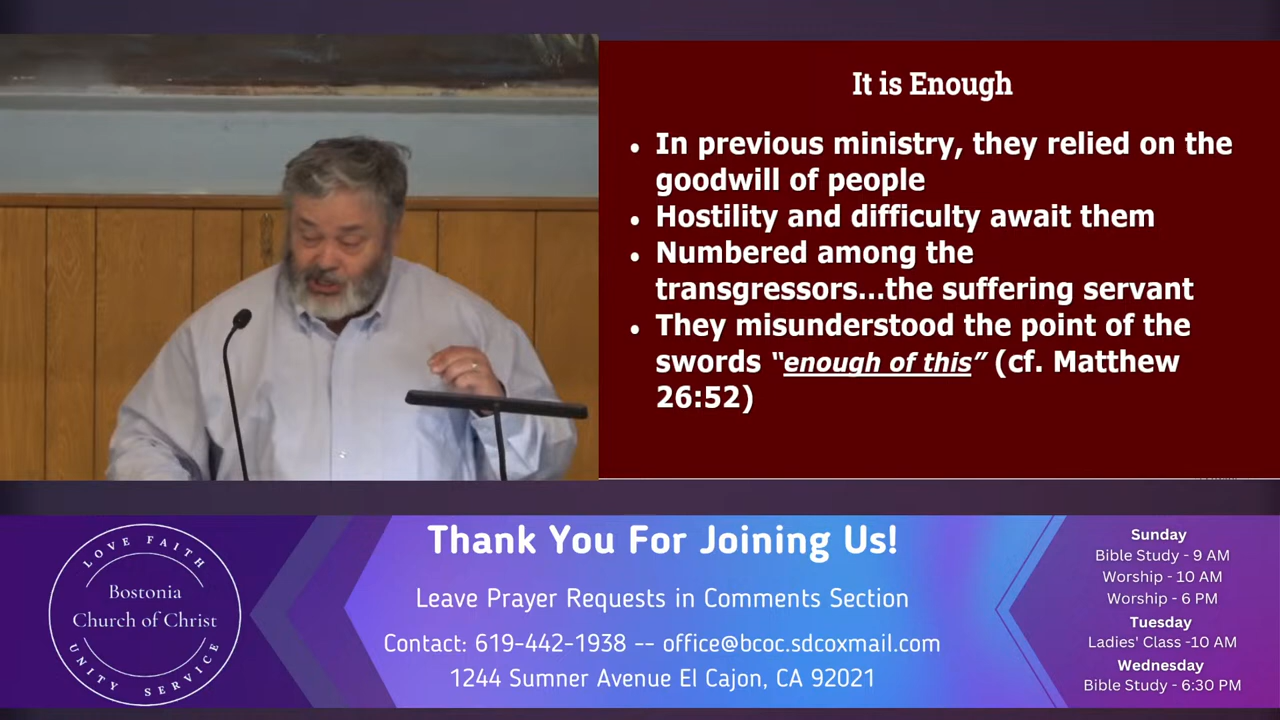 It is Enough
• In previous ministry, they relied on the
goodwill of people
• Hostility and difficulty await them
• Numbered among the
transgressors...the suffering servant
• They misunderstood the point of the
swords “enough of this” (cf. Matthew
26:52)
LOVE FAITH
Bostonia
Church of Christ
UNITY SERVICE
Thank You For Joining Us!
Leave Prayer Requests in Comments Section
Contact: 619-442-1938 -- office@bcoc.sdcoxmail.com
1244 Sumner Avenue El Cajon, CA 92021
Sunday
Bible Study - 9 AM
Worship - 10 AM
Worship - 6 PM
Tuesday
Ladies' Class -10 AM
Wednesday
Bible Study - 6:30 PM